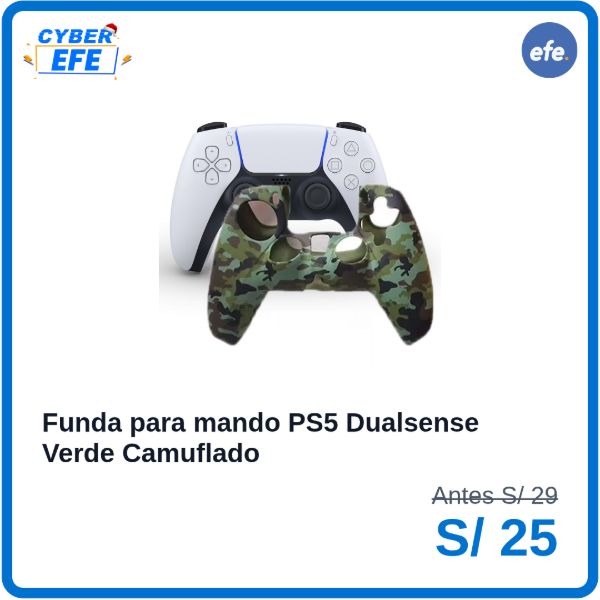 CYBER
EFE
efe.
Funda para mando PS5 Dualsense
Verde Camuflado
Antes S/ 29
S/ 25